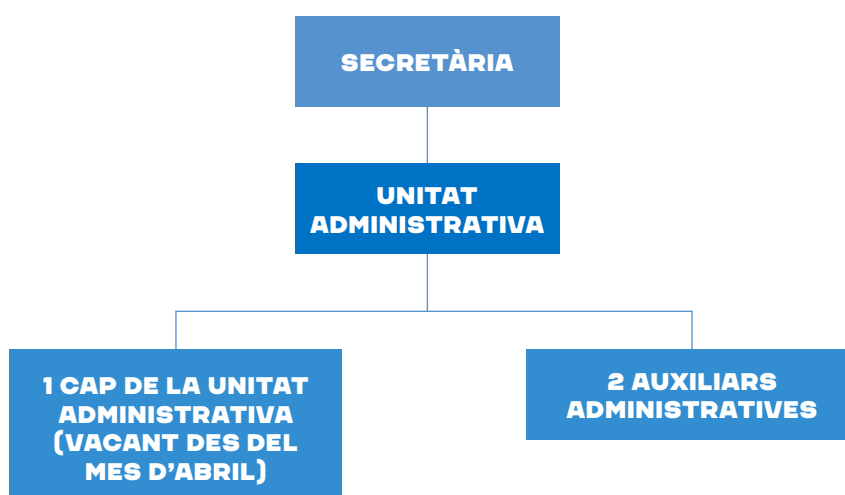 SECRETÀRIA
UNITAT
ADMINISTRATIVA
1 CAP DE LA UNITAT
ADMINISTRATIVA
(VACANT DES DEL
MES D’ABRIL)
2 AUXILIARS
ADMINISTRATIVES